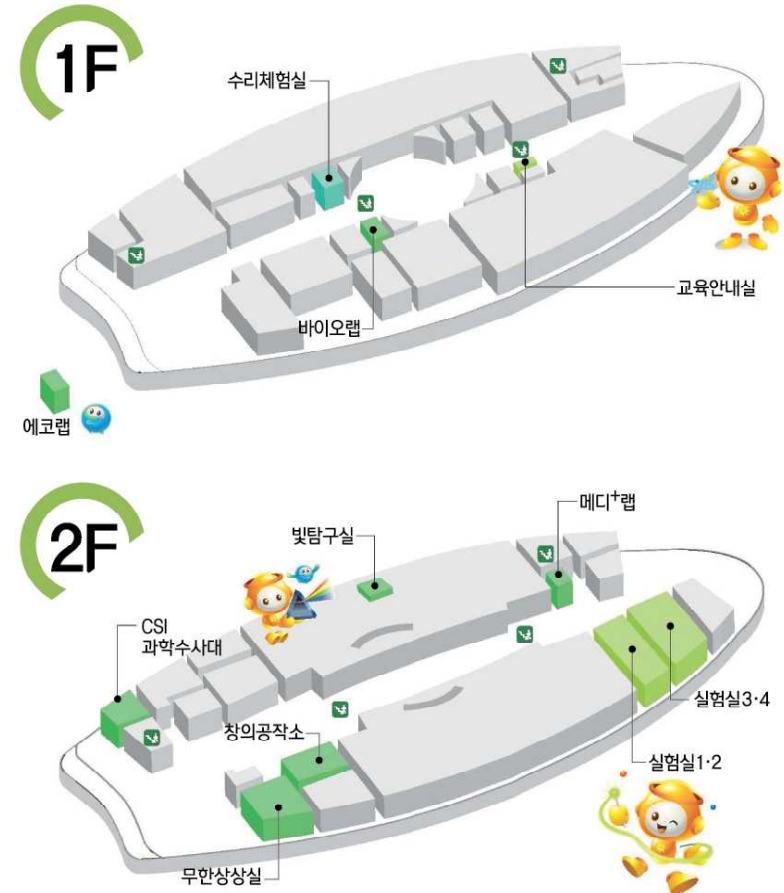 1F
수리체험실
교육안내실
바이오랩
에코랩
2F
메디+랩
빛탐구실
CSI
과학수사대
실험실3·4
창의공작소
실험실1·2
무한상상실